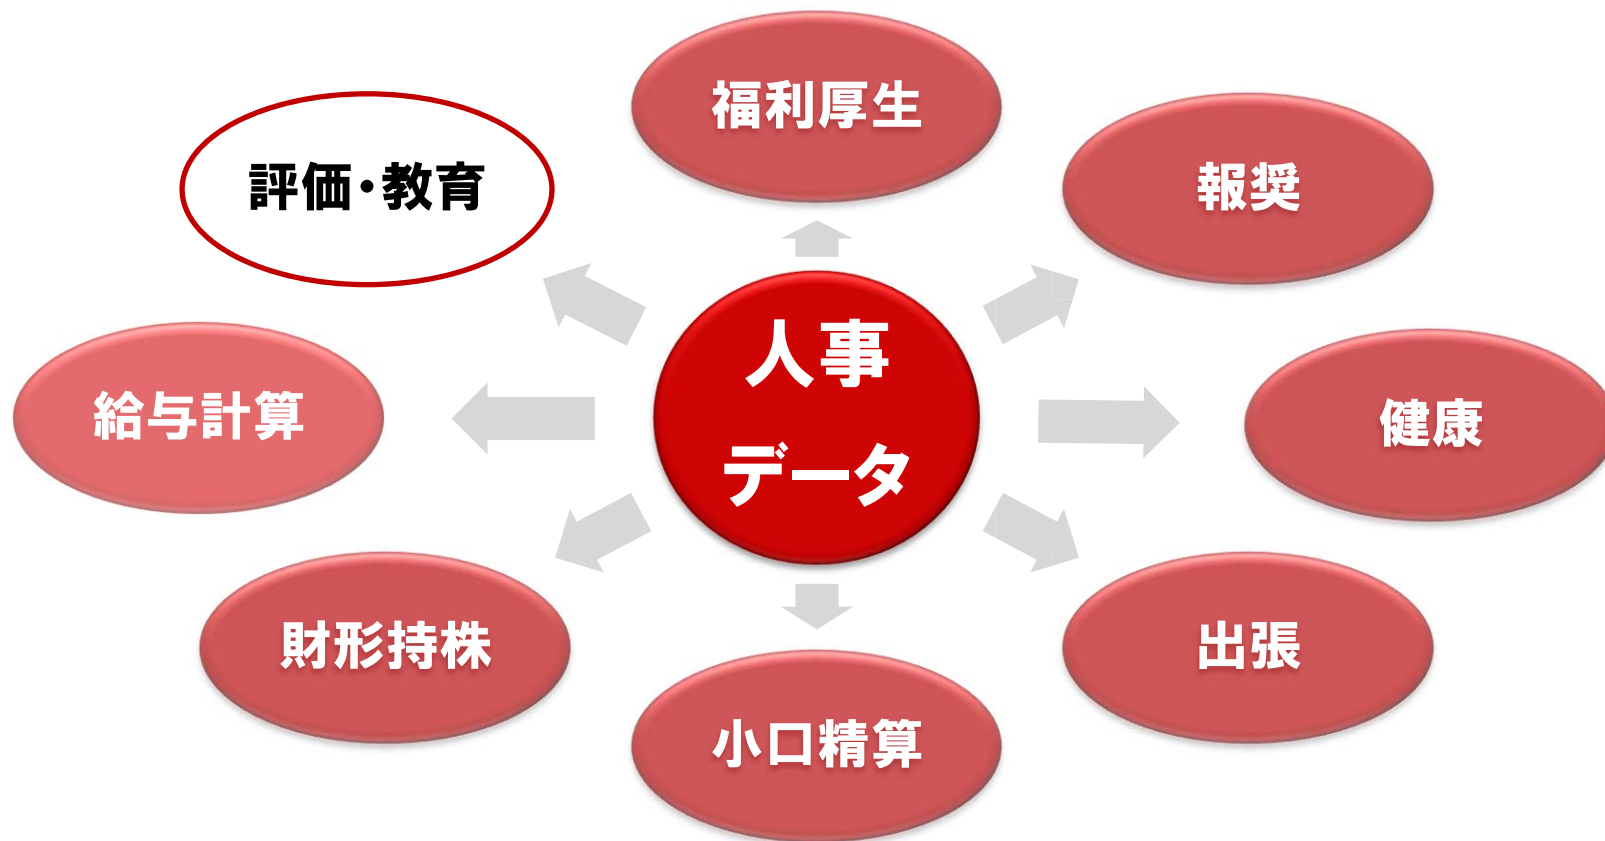 福利厚生
評価・教育
報奨
人事
データ
給与計算
健康
財形持株
出張
小口精算